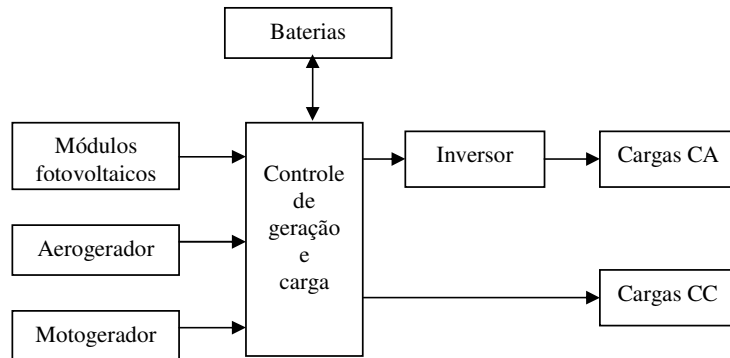 Baterias
Módulos
fotovoltaicos
Aerogerador
Motogerador
Controle
de
geração
e
carga
Inversor
Cargas CA
Cargas CC